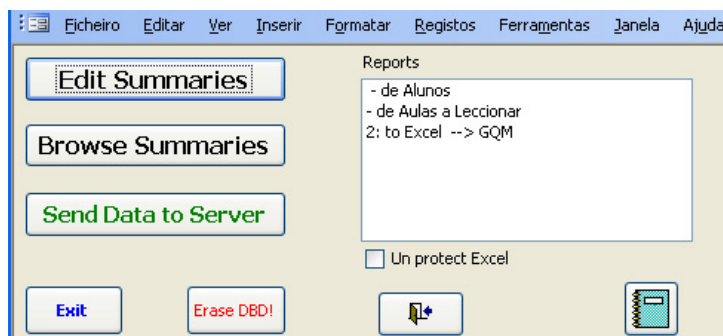 Ficheiro Editar Ver Inserir Formatar Registos Ferramentas Janela Ajuda
Edit Summaries
Browse Summaries
Send Data to Server
Exit
Erase DBD!
Reports
- de Alunos
- de Aulas a Leccionar
2: to Excel --> GQM
Un protect Excel